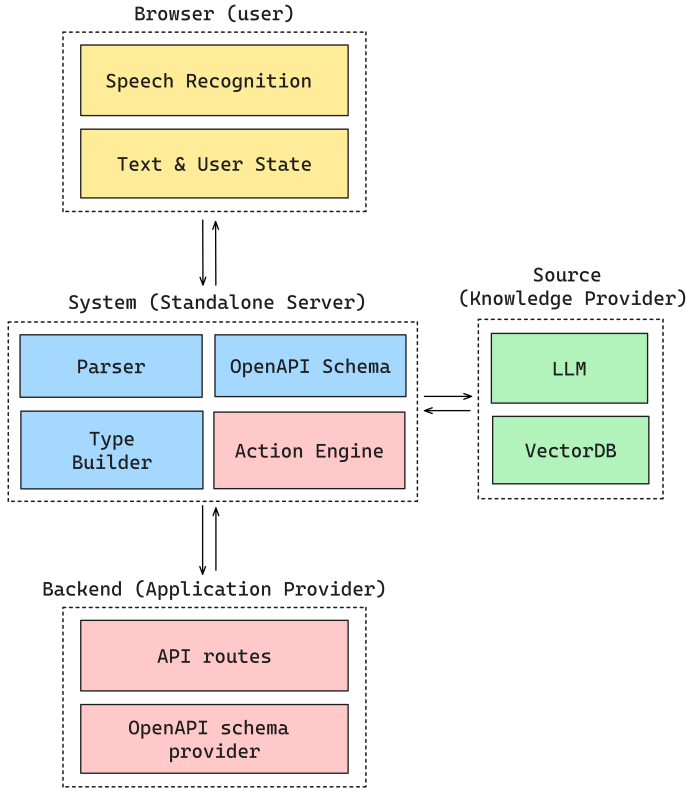 Browser (user)
Speech Recognition
Text & User State
System (Standalone Server)
Parser
OpenAPI Schema
Type
Builder
Action Engine
Source
(Knowledge Provider)
LLM
VectorDB
Backend (Application Provider)
API routes
OpenAPI schema
provider